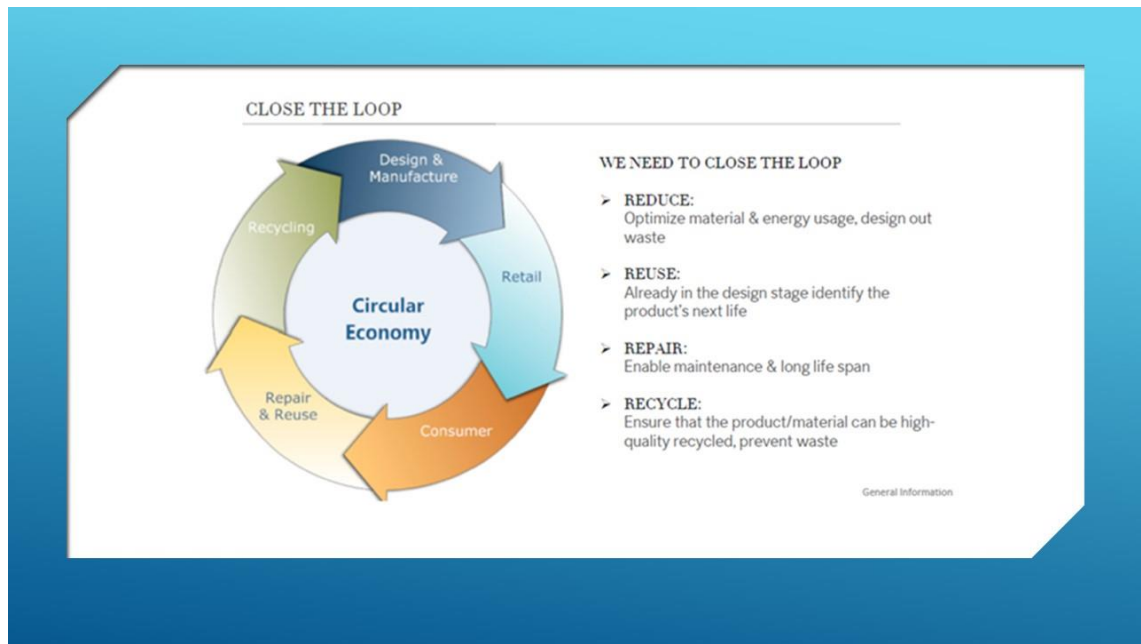 CLOSE THE LOOP
Design &
Manufacture
Retail
Consumer
Repair
& Reuse
Recycling
Circular
Economy
WE NEED TO CLOSE THE LOOP
➢ REDUCE:
Optimize material & energy usage, design out
waste
➢ REUSE:
Already in the design stage identify the
product's next life
➢ REPAIR:
Enable maintenance & long life span
➢ RECYCLE:
Ensure that the product/material can be high-
quality recycled, prevent waste
General Information